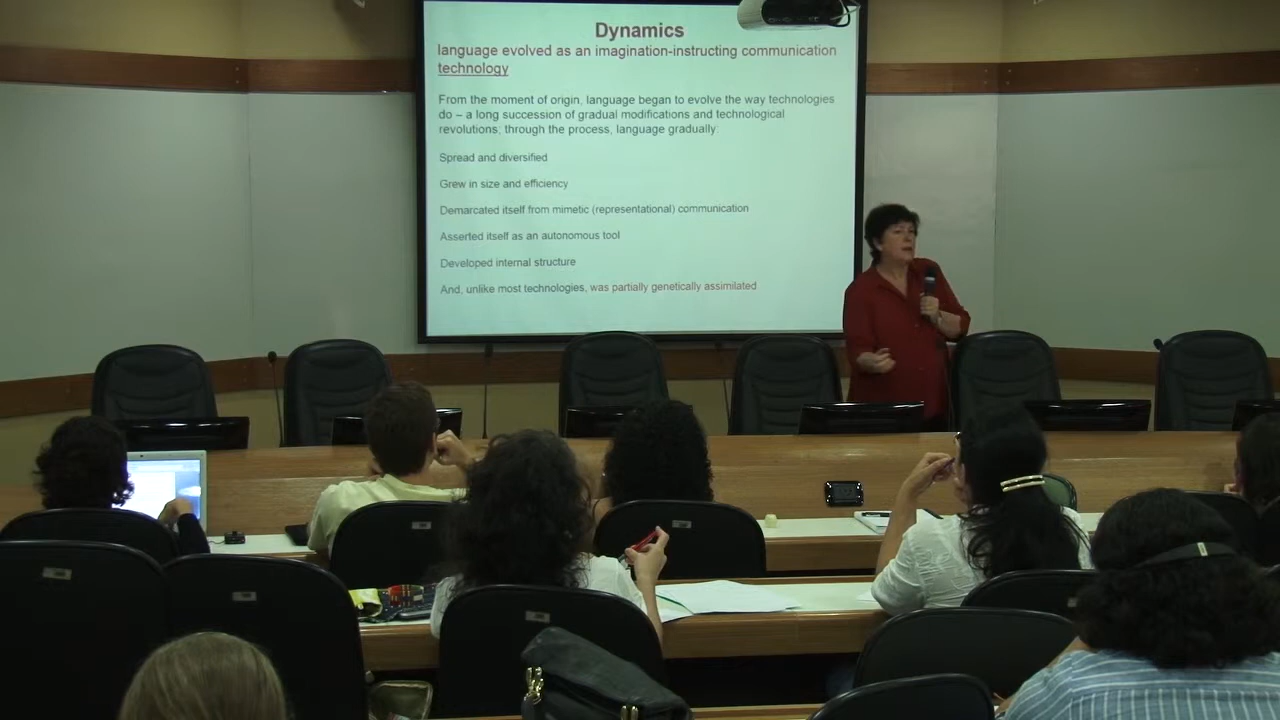 Dynamics
language evolved as an imagination-instructing communication
technology
From the moment of origin, language began to evolve the way technologies
do – a long succession of gradual modifications and technological
revolutions; through the process, language gradually:
Spread and diversified
Grew in size and efficiency
Demarcated itself from mimetic (representational) communication
Asserted itself as an autonomous tool
Developed internal structure
And, unlike most technologies, was partially genetically assimilated